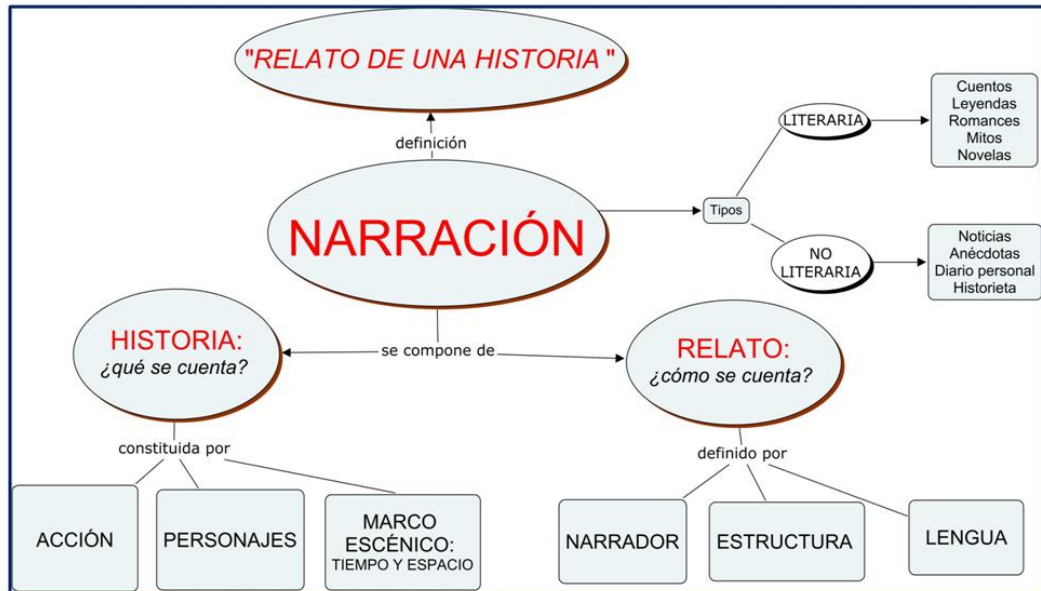 "RELATO DE UNA HISTORIA "
definición
NARRACIÓN
Tipos
LITERARIA
Cuentos
Leyendas
Romances
Mitos
Novelas
NO
LITERARIA
Noticias
Anécdotas
Diario personal
Historieta
se compone de
HISTORIA:
¿qué se cuenta?
constituida por
ACCIÓN
PERSONAJES
MARCO
ESCÉNICO:
TIEMPO Y ESPACIO
RELATO:
¿cómo se cuenta?
definido por
NARRADOR
ESTRUCTURA
LENGUA